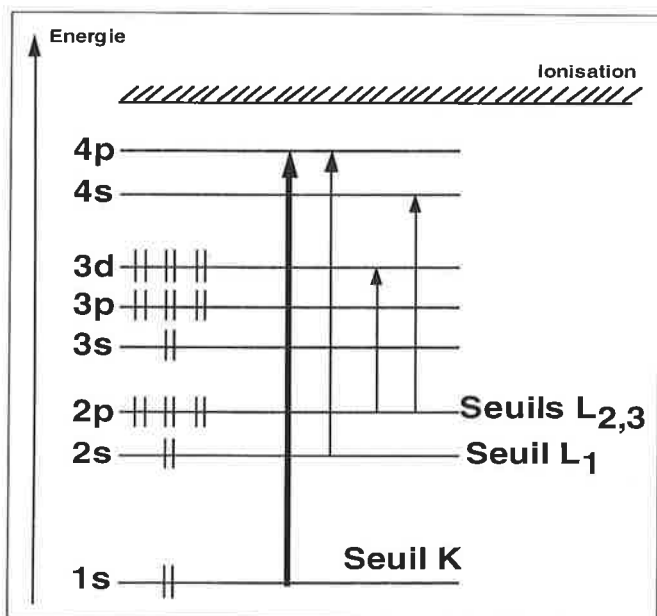 Energie
Ionisation
4p
4s
3d
3p
3s
2p Seuils L2,3
2s Seuil L1
Seuil K
1s